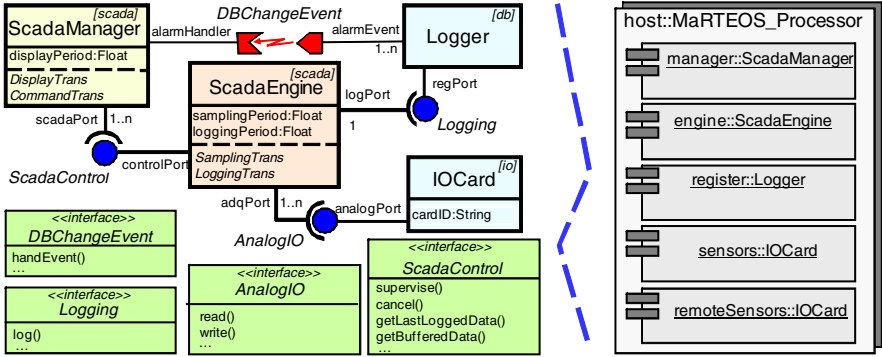 [scada]
ScadaManager
displayPeriod:Float
DisplayTrans
CommandTrans
alarmHandler
DBChangeEvent
alarmEvent
1..n
[db]
Logger
scadaPort
1..n
ScadaControl
controlPort
[scada]
ScadaEngine
samplingPeriod:Float
loggingPeriod:Float
SamplingTrans
LoggingTrans
logPort
1
regPort
Logging
adqPort
1..n
AnalogIO
analogPort
[io]
IOCard
cardID:String
<<interface>>
DBChangeEvent
handEvent()
...
<<interface>>
Logging
log()
...
<<interface>>
AnalogIO
read()
write()
...
<<interface>>
ScadaControl
supervise()
cancel()
getLastLoggedData()
getBufferedData()
...
host::MaRTEOS_Processor
manager::ScadaManager
engine::ScadaEngine
register::Logger
sensors::IOCard
remoteSensors::IOCard